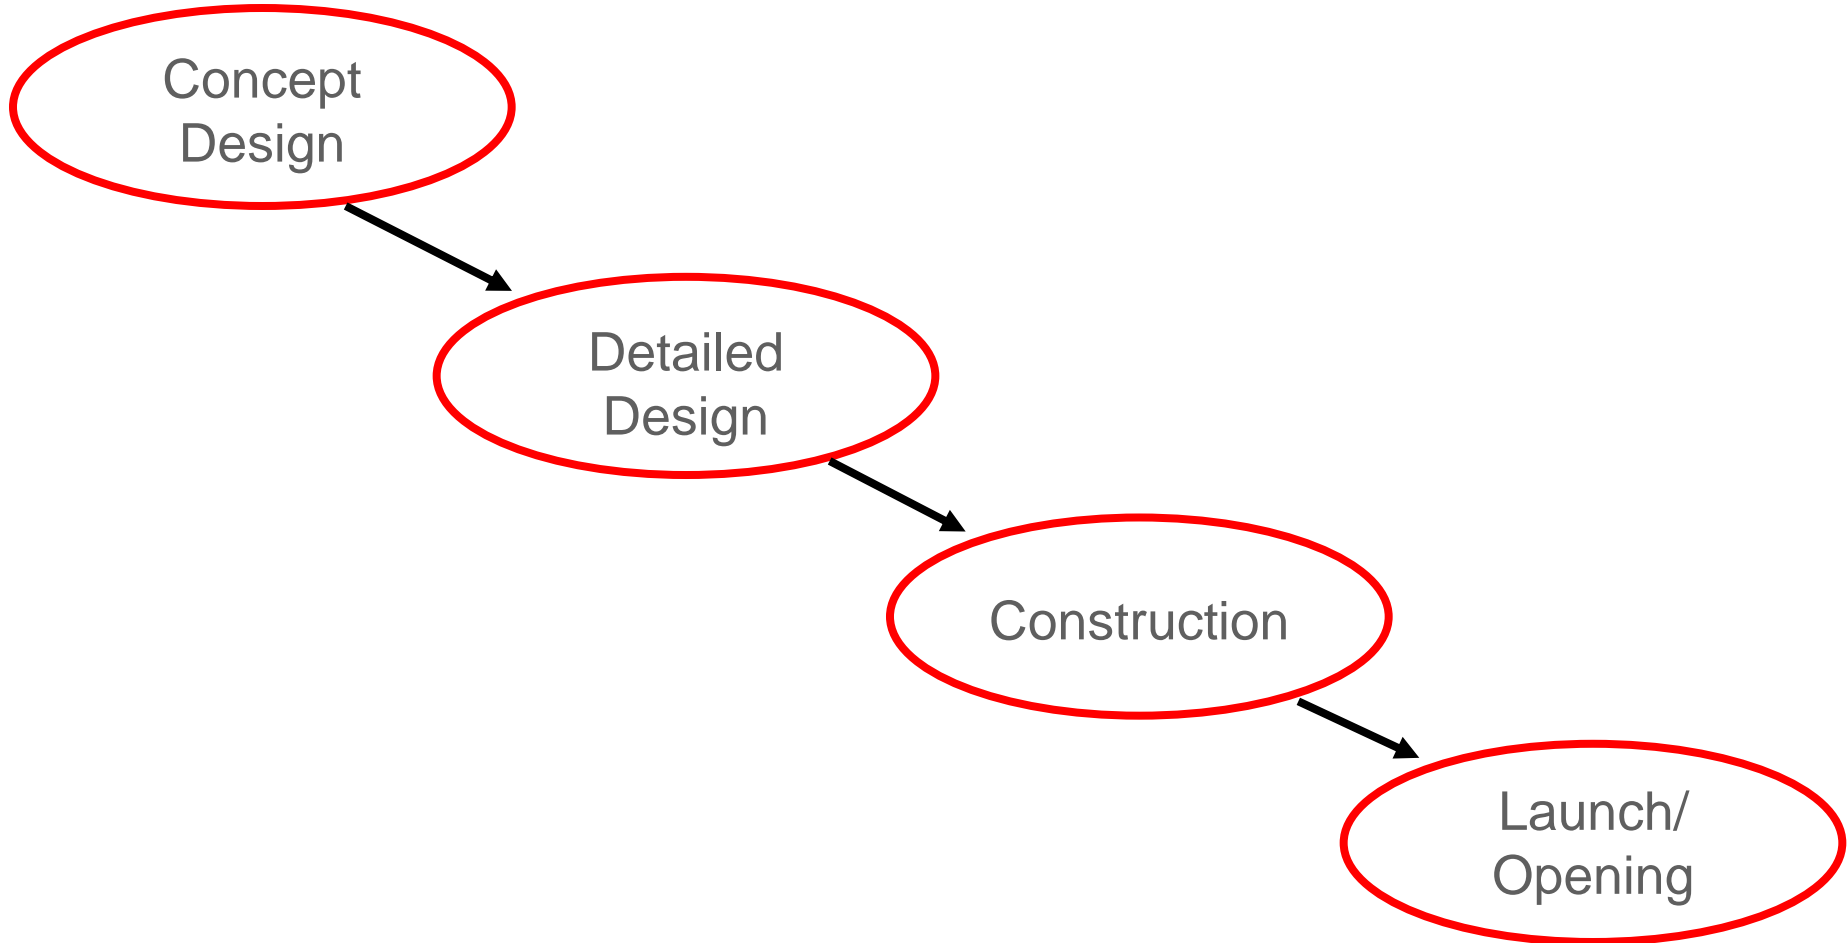 Concept
Design
Detailed
Design
Construction
Launch/
Opening